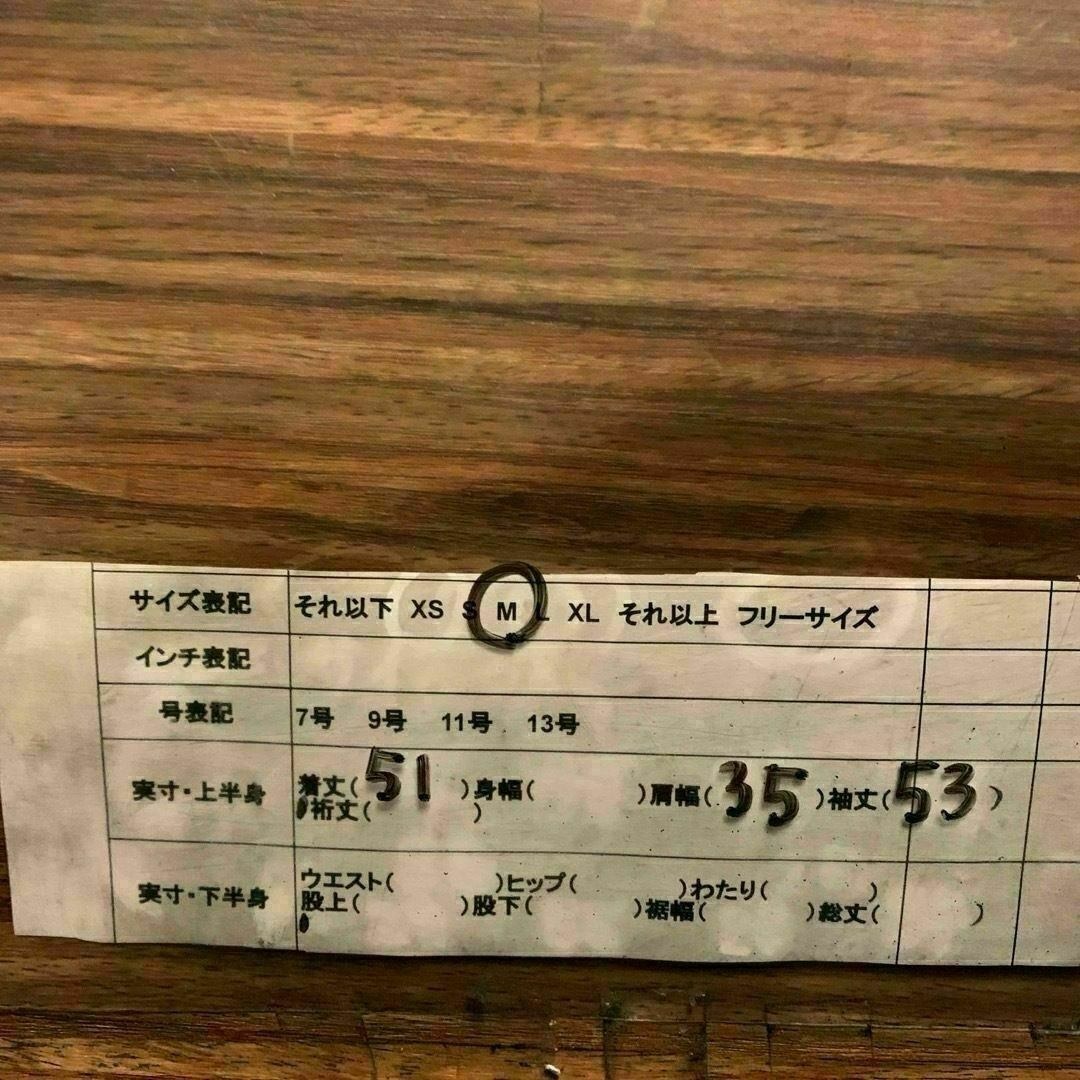 サイズ表記 それ以下 XS S M L XL それ以上 フリーサイズ
インチ表記
号表記 7号 9号 11号 13号
実寸・上半身 着丈( 51 )身幅( )肩幅( 35 )袖丈( 53 )
裄丈( )
実寸・下半身 ウエスト( )ヒップ( )わたり( )
股上( )股下( )裾幅( )総丈( )